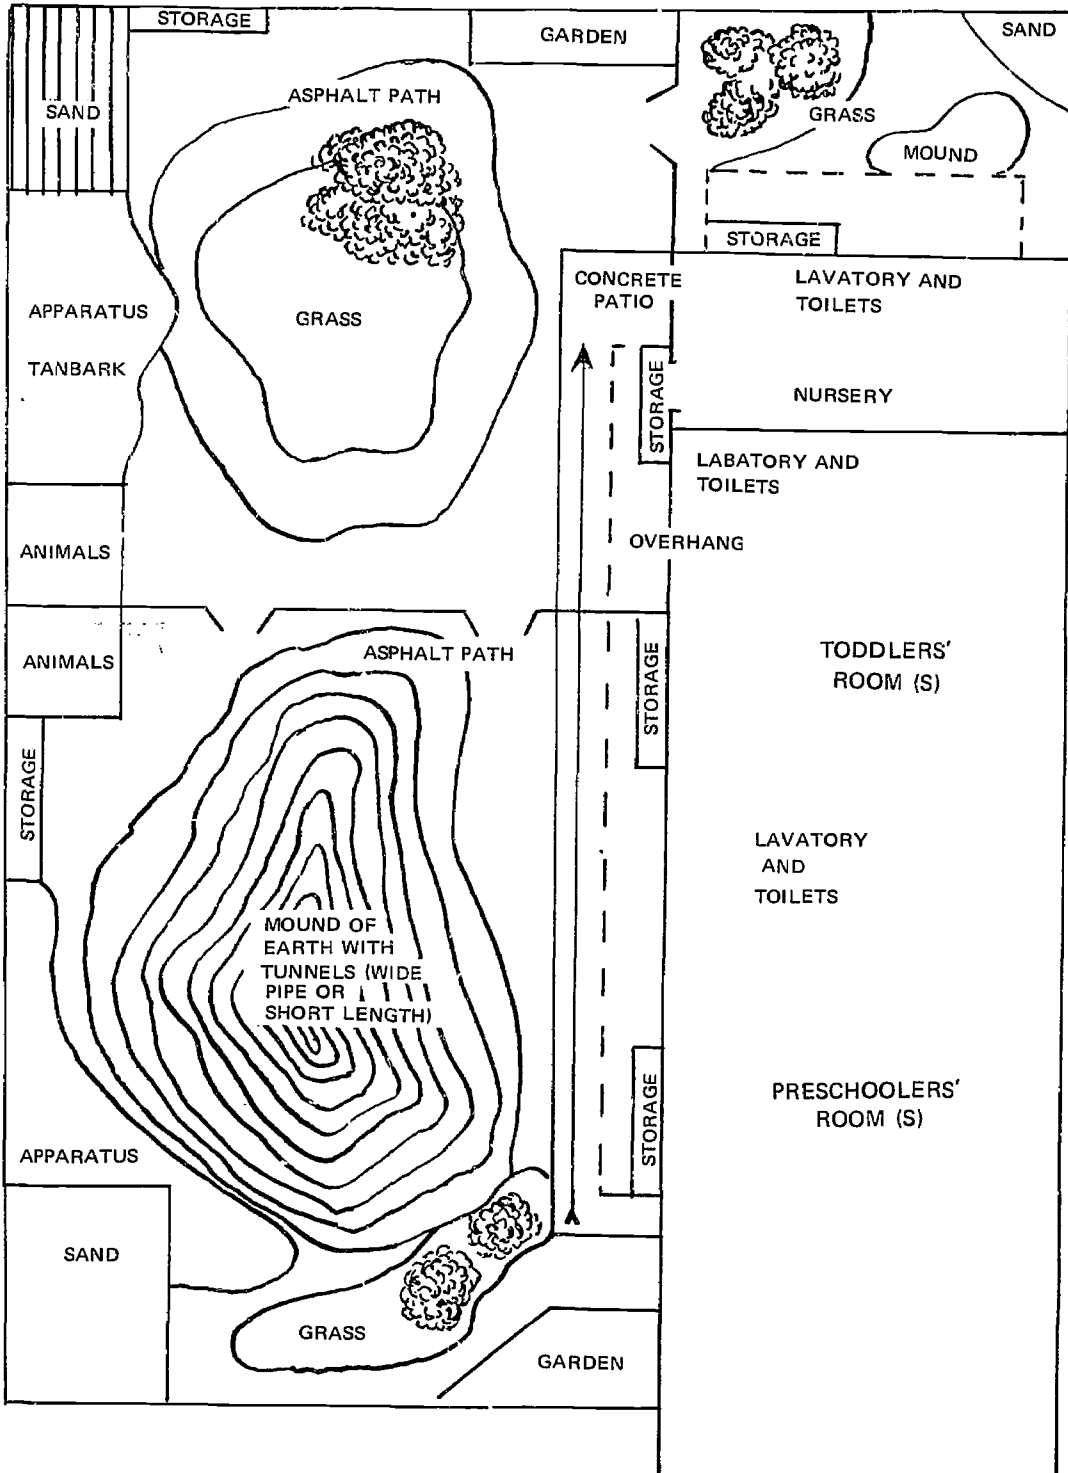 STORAGE
GARDEN
SAND
ASPHALT PATH
SAND
GRASS
MOUND
STORAGE
CONCRETE
PATIO
LAVATORY AND
TOILETS
APPARATUS
TANBARK
GRASS
STORAGE
NURSERY
LABATORY AND
TOILETS
OVERHANG
ANIMALS
ANIMALS
ASPHALT PATH
STORAGE
TODDLERS'
ROOM (S)
STORAGE
LAVATORY
AND
TOILETS
MOUND OF
EARTH WITH
TUNNELS (WIDE
PIPE OR
SHORT LENGTH)
STORAGE
PRESCHOOLERS'
ROOM (S)
APPARATUS
SAND
GRASS
GARDEN